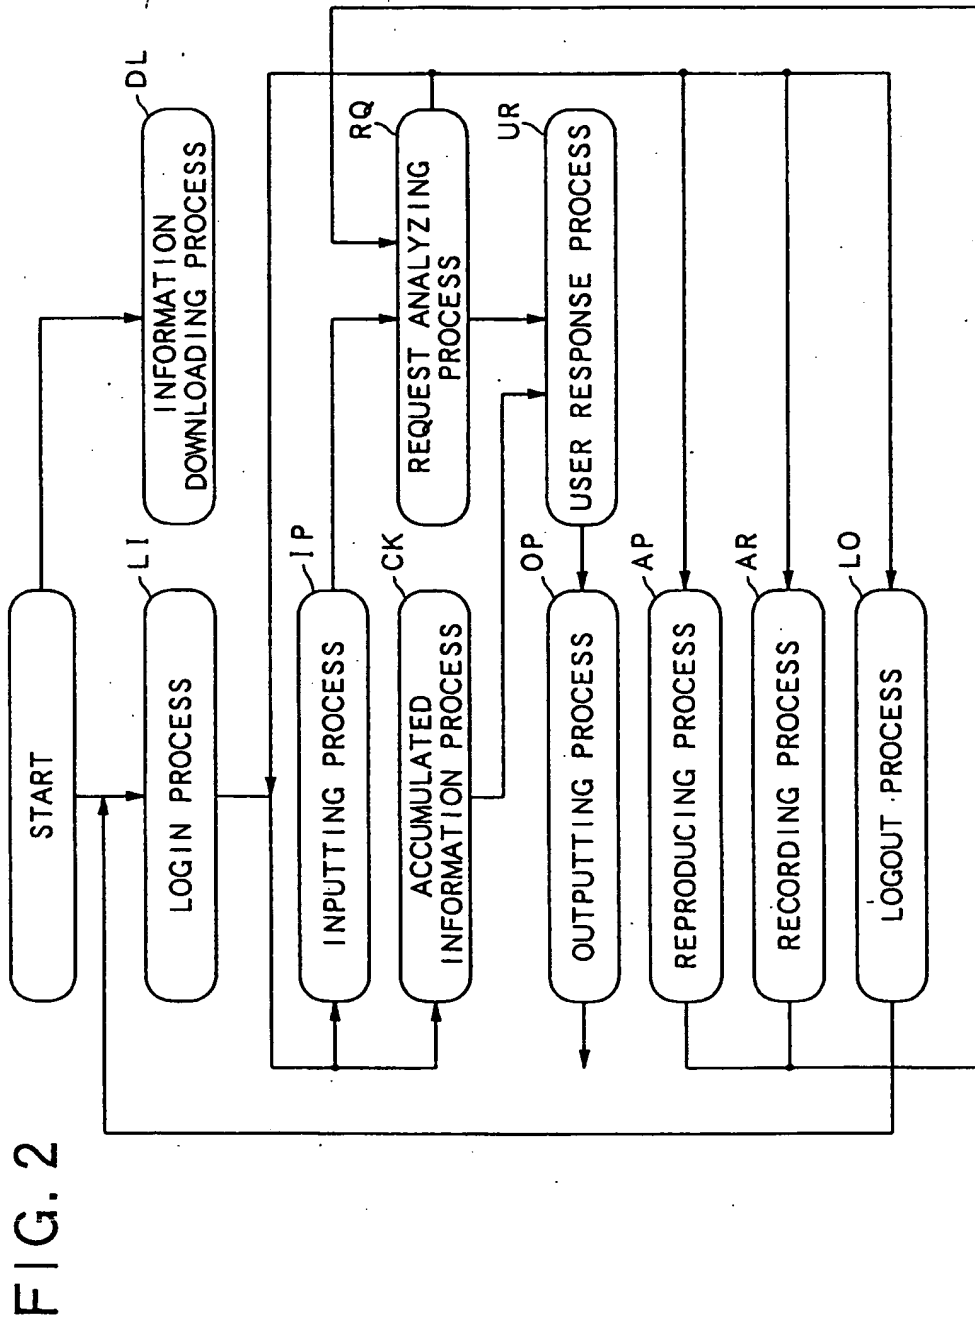 FIG. 2
START
DL
INFORMATION
DOWNLOADING PROCESS
LI
LOGIN PROCESS
IP
INPUTTING PROCESS
RQ
REQUEST ANALYZING
PROCESS
CK
ACCUMULATED
INFORMATION PROCESS
UR
USER RESPONSE PROCESS
OP
OUTPUTTING PROCESS
AP
REPRODUCING PROCESS
AR
RECORDING PROCESS
LO
LOGOUT PROCESS